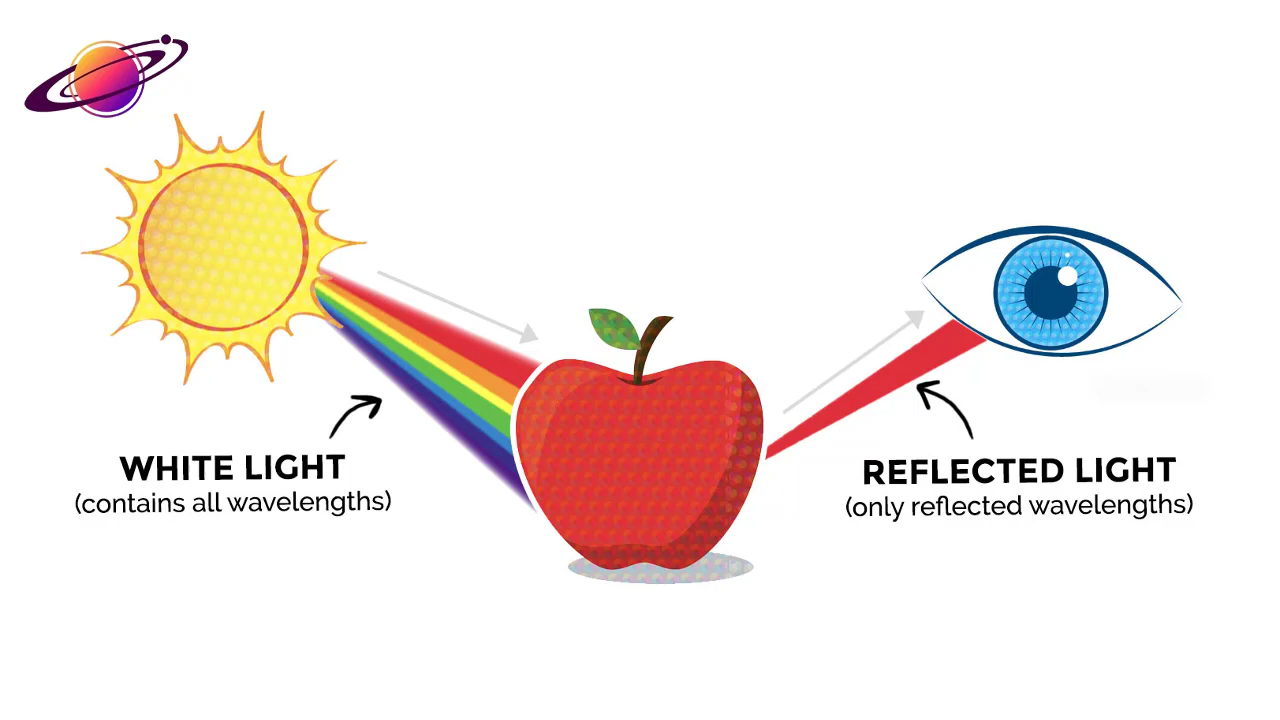 WHITE LIGHT
(contains all wavelengths)
REFLECTED LIGHT
(only reflected wavelengths)